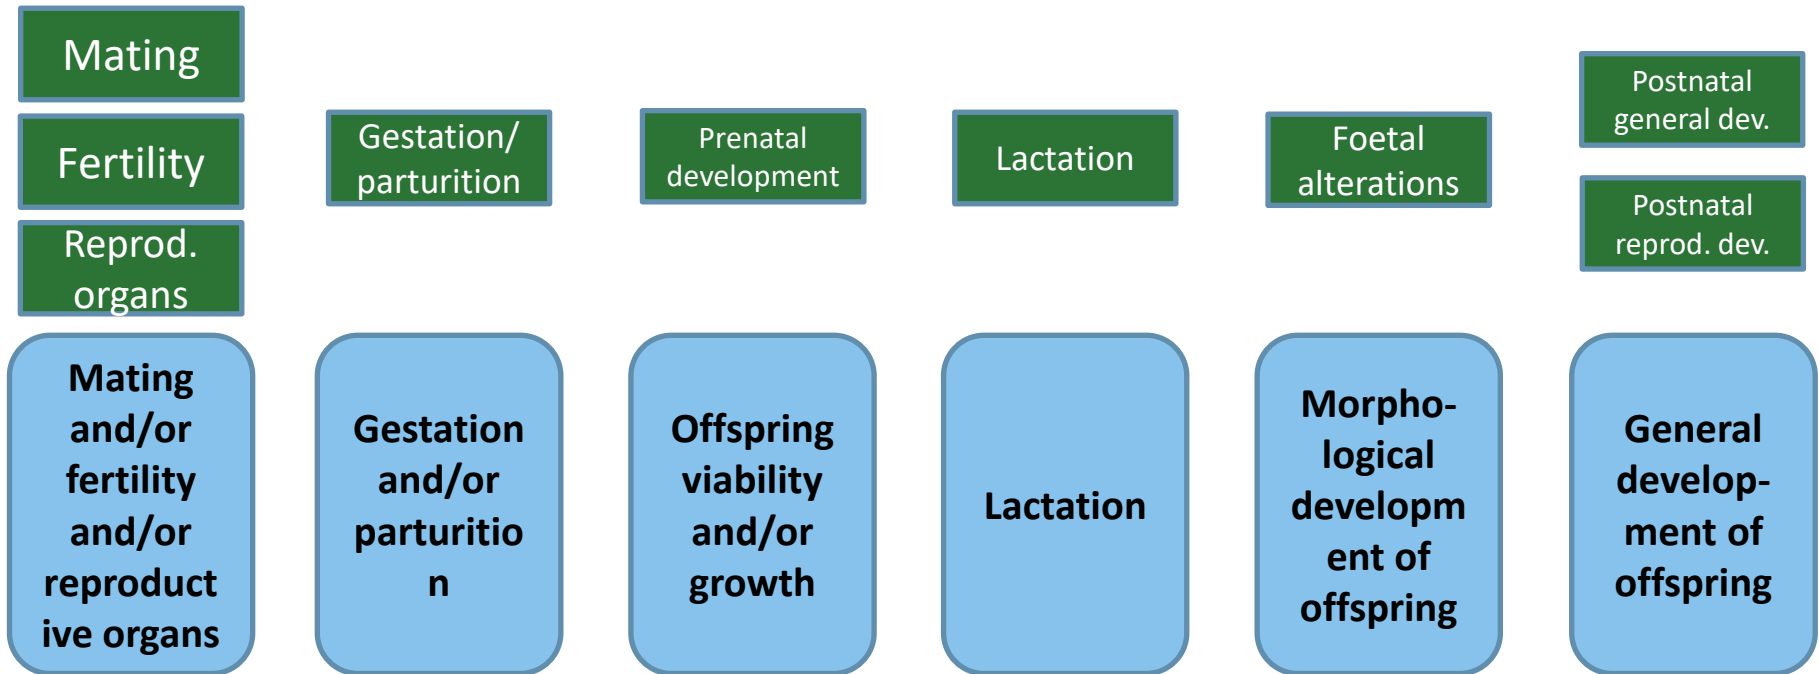 Mating
Fertility
Reprod.
organs
Gestation/
parturition
Prenatal
development
Lactation
Foetal
alterations
Postnatal
general dev.
Postnatal
reprod. dev.
Mating
and/or
fertility
and/or
reproduct
ive organs
Gestation
and/or
parturitio
n
Offspring
viability
and/or
growth
Lactation
Morpho-
logical
developm
ent of
offspring
General
develop-
ment of
offspring